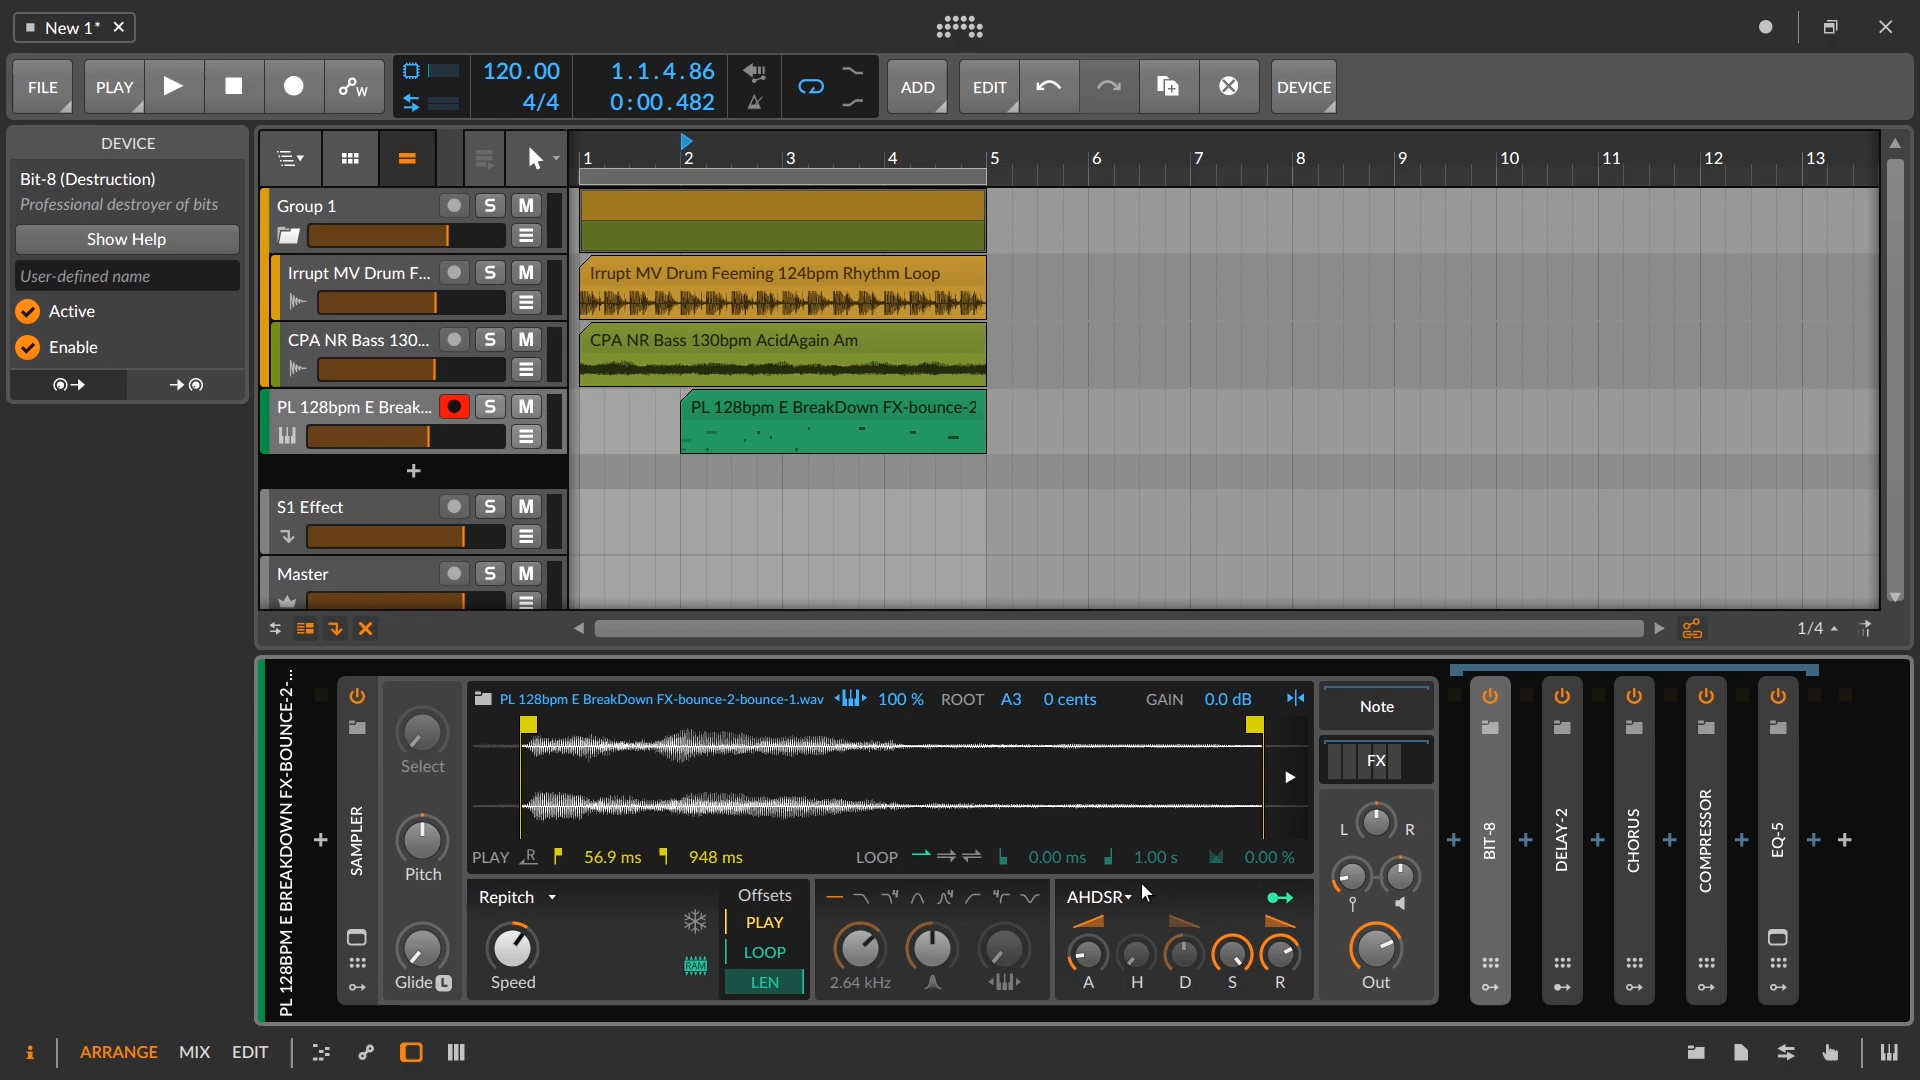 New 1*
FILE
PLAY
W
120.00
4/4
1.1.4.86
0:00.482
ADD
EDIT
DEVICE
DEVICE
Bit-8 (Destruction)
Professional destroyer of bits
Show Help
User-defined name
Active
Enable
1 2 3 4 5 6 7 8 9 10 11 12 13
Group 1 S M
Irrupt MV Drum F... S M
Irrupt MV Drum Feeming 124bpm Rhythm Loop
CPA NR Bass 130... S M
CPA NR Bass 130bpm AcidAgain Am
PL 128bpm E Break... S M
PL 128bpm E BreakDown FX-bounce-2
+
S1 Effect S M
Master S M
1/4
PL 128BPM E BREAKDOWN FX-BOUNCE-2-...
SAMPLER
Select
Pitch
Glide L
PL 128bpm E BreakDown FX-bounce-2-bounce-1.wav 100 % ROOT A3 0 cents GAIN 0.0 dB
PLAY R 56.9 ms 948 ms LOOP 0.00 ms 1.00 s 0.00 %
Repitch
Speed
RAM
Offsets
PLAY
LOOP
LEN
4 4 4
2.64 kHz
AHDSR
A H D S R
Note
FX
L R
Out
BIT-8
DELAY-2
CHORUS
COMPRESSOR
EQ-5
i ARRANGE MIX EDIT